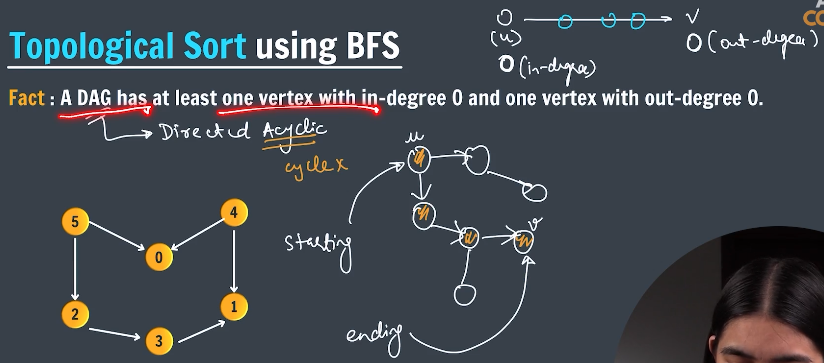 Topological Sort using BFS
Fact : A DAG has at least one vertex with in-degree 0 and one vertex with out-degree 0.
(u)
v
0 (in-degree)
0 (out-degree)
CO
Directed Acyclic
cycle x
u
v
starting
ending
5
4
0
2
1
3